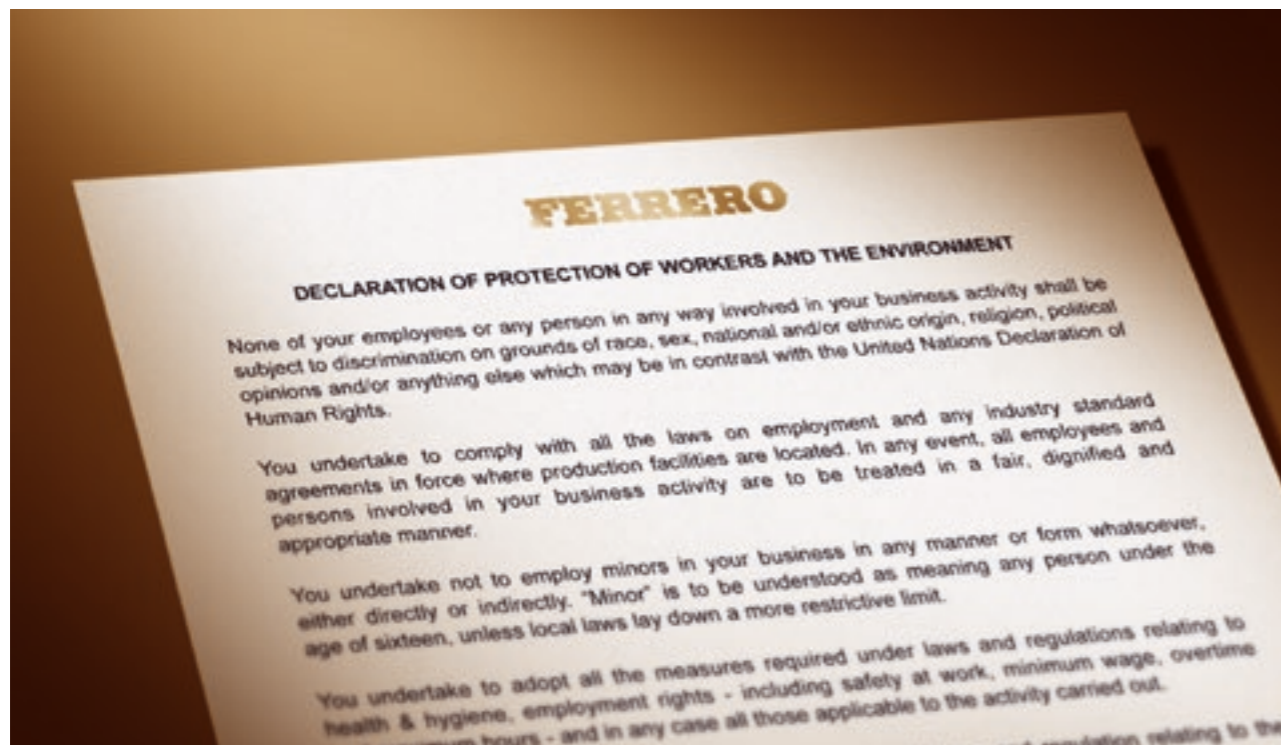 FERRERO
DECLARATION OF PROTECTION OF WORKERS AND THE ENVIRONMENT
None of your employees or any person in any way involved in your business activity shall be
subject to discrimination on grounds of race, sex, national and/or ethnic origin, religion, political
opinions and/or anything else which may be in contrast with the United Nations Declaration of
Human Rights.
You undertake to comply with all the laws on employment and any industry standard
agreements in force where production facilities are located. In any event, all employees and
persons involved in your business activity are to be treated in a fair, dignified and
appropriate manner.
You undertake not to employ minors in your business in any manner or form whatsoever,
either directly or indirectly. "Minor" is to be understood as meaning any person under the
age of sixteen, unless local laws lay down a more restrictive limit.
You undertake to adopt all the measures required under laws and regulations relating to
health & hygiene, employment rights - including safety at work, minimum wage, overtime
hours - and in any case all those applicable to the activity carried out.
regulation relating to the